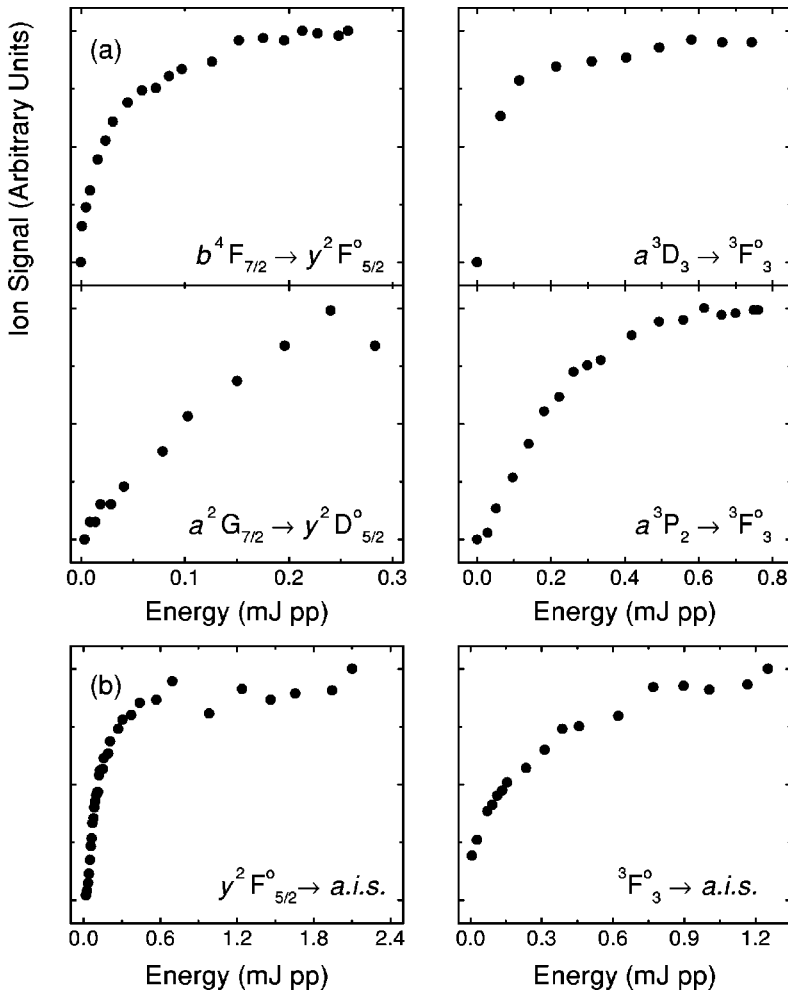 Ion Signal (Arbitrary Units)
(a)
b⁴F₇/₂ → y²F°₅/₂
a³D₃ → ³F°₃
a²G₇/₂ → y²D°₅/₂
a³P₂ → ³F°₃
0.0 0.1 0.2 0.3
0.0 0.2 0.4 0.6 0.8
Energy (mJ pp)
Energy (mJ pp)
(b)
y²F°₅/₂ → a.i.s.
³F°₃ → a.i.s.
0.0 0.6 1.2 1.8 2.4
0.0 0.3 0.6 0.9 1.2
Energy (mJ pp)
Energy (mJ pp)